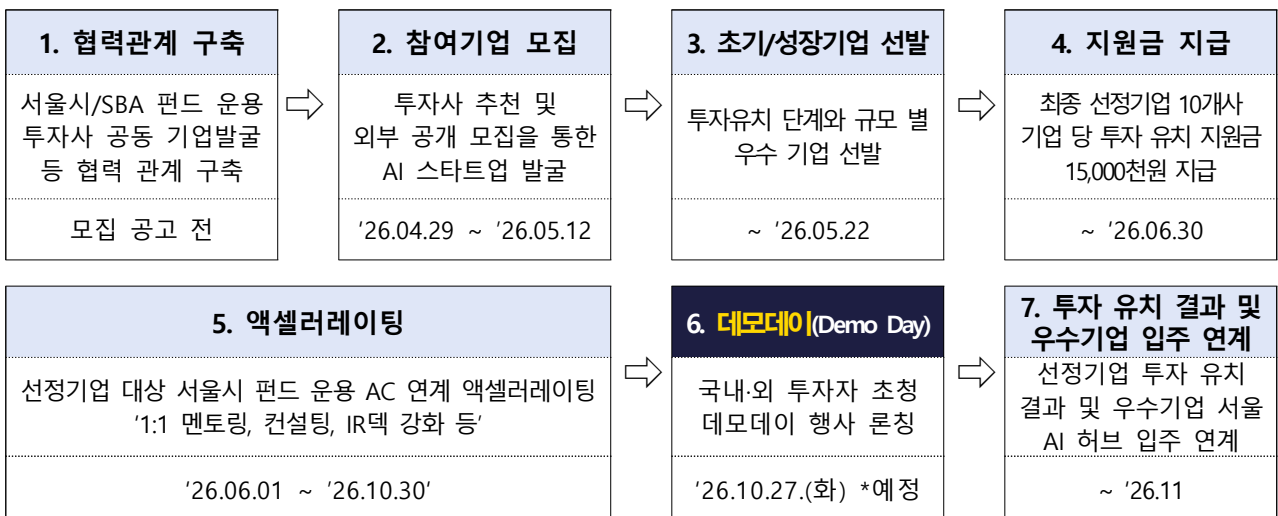 1. 협력관계 구축
서울시/SBA 펀드 운용
투자사 공동 기업발굴
등 협력 관계 구축
모집 공고 전
2. 참여기업 모집
투자사 추천 및
외부 공개 모집을 통한
AI 스타트업 발굴
'26.04.29 ~ '26.05.12
3. 초기/성장기업 선발
투자유치 단계와 규모 별
우수 기업 선발
~ '26.05.22
4. 지원금 지급
최종 선정기업 10개사
기업 당 투자 유치 지원금
15,000천원 지급
~ '26.06.30
5. 액셀러레이팅
선정기업 대상 서울시 펀드 운용 AC 연계 액셀러레이팅
'1:1 멘토링, 컨설팅, IR덱 강화 등'
'26.06.01 ~ '26.10.30'
6. 데모데이(Demo Day)
국내·외 투자자 초청
데모데이 행사 론칭
'26.10.27.(화) *예정
7. 투자 유치 결과 및
우수기업 입주 연계
선정기업 투자 유치
결과 및 우수기업 서울
AI 허브 입주 연계
~ '26.11